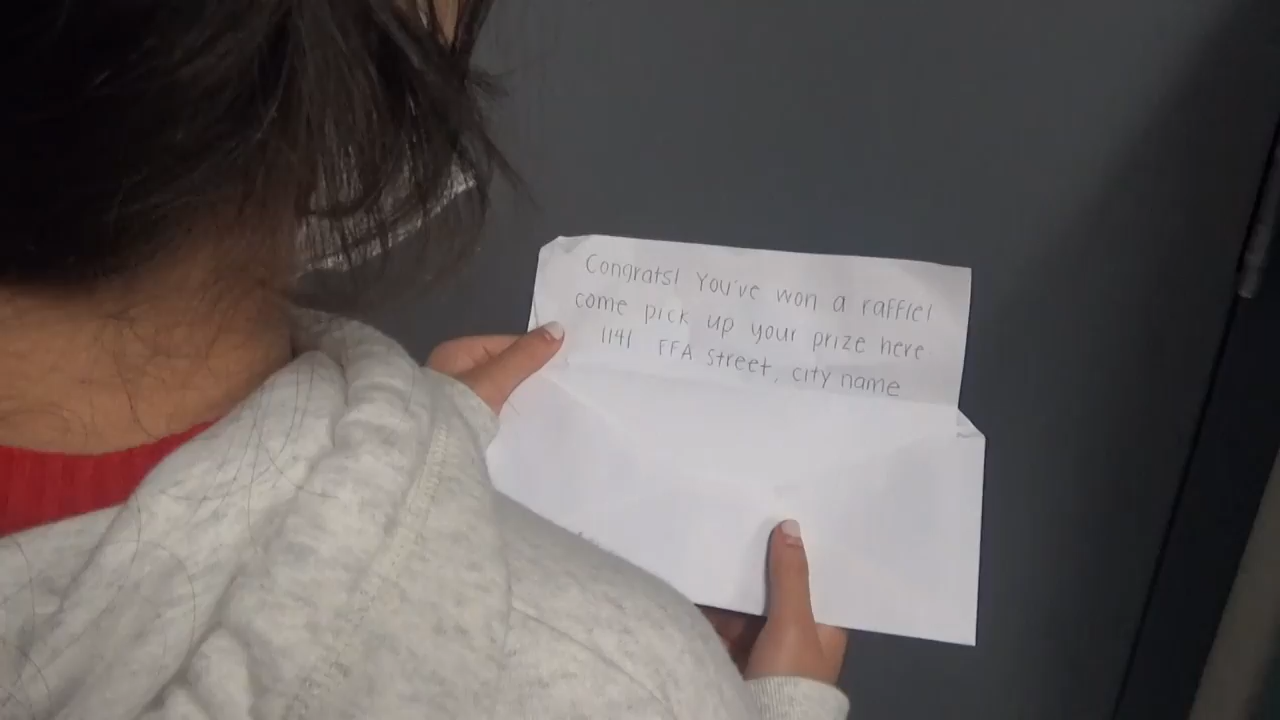 Congrats! You've won a raffle!
come pick up your prize here
1141 FFA street, city name